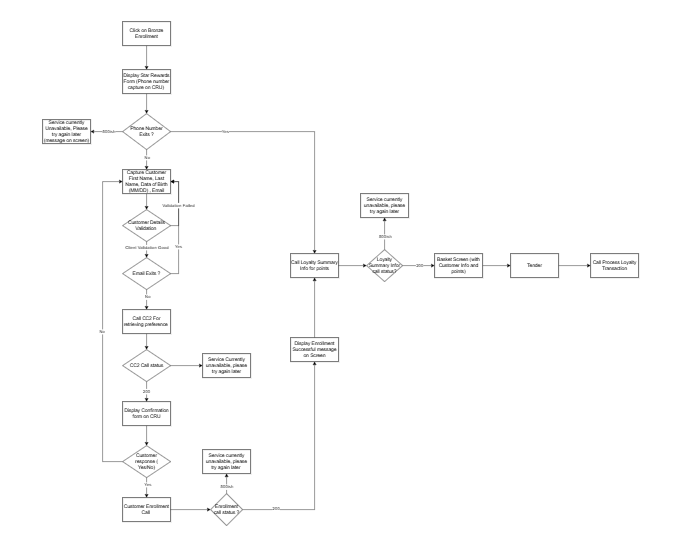 Click on Bronze
Enrollment
Display Star Rewards
Form (Phone number
capture on CRU)
Phone Number
Exits ?
Service currently
Unavailable, Please
try again later
(message on screen)
Yes
No
Capture Customer
First Name, Last
Name, Data of Birth
(MM/DD) , Email
Validation Failed
Customer Details
Validation
Client Validation Good
Yes
Email Exits ?
No
Call CC2 For
retrieving preference
No
CC2 Call status
Service Currently
unavailable, please
try again later
200
Display Confirmation
form on CRU
Customer
response (
Yes/No)
Yes
Customer Enrollment
Call
Service currently
unavailable, please
try again later
Enrollment
call status ?
200
Display Enrollment
Successful message
on Screen
Call Loyalty Summary
Info for points
Service currently
unavailable, please
try again later
Loyalty
Summary Info
call status?
200
Basket Screen (with
Customer Info and
points)
Tender
Call Process Loyalty
Transaction